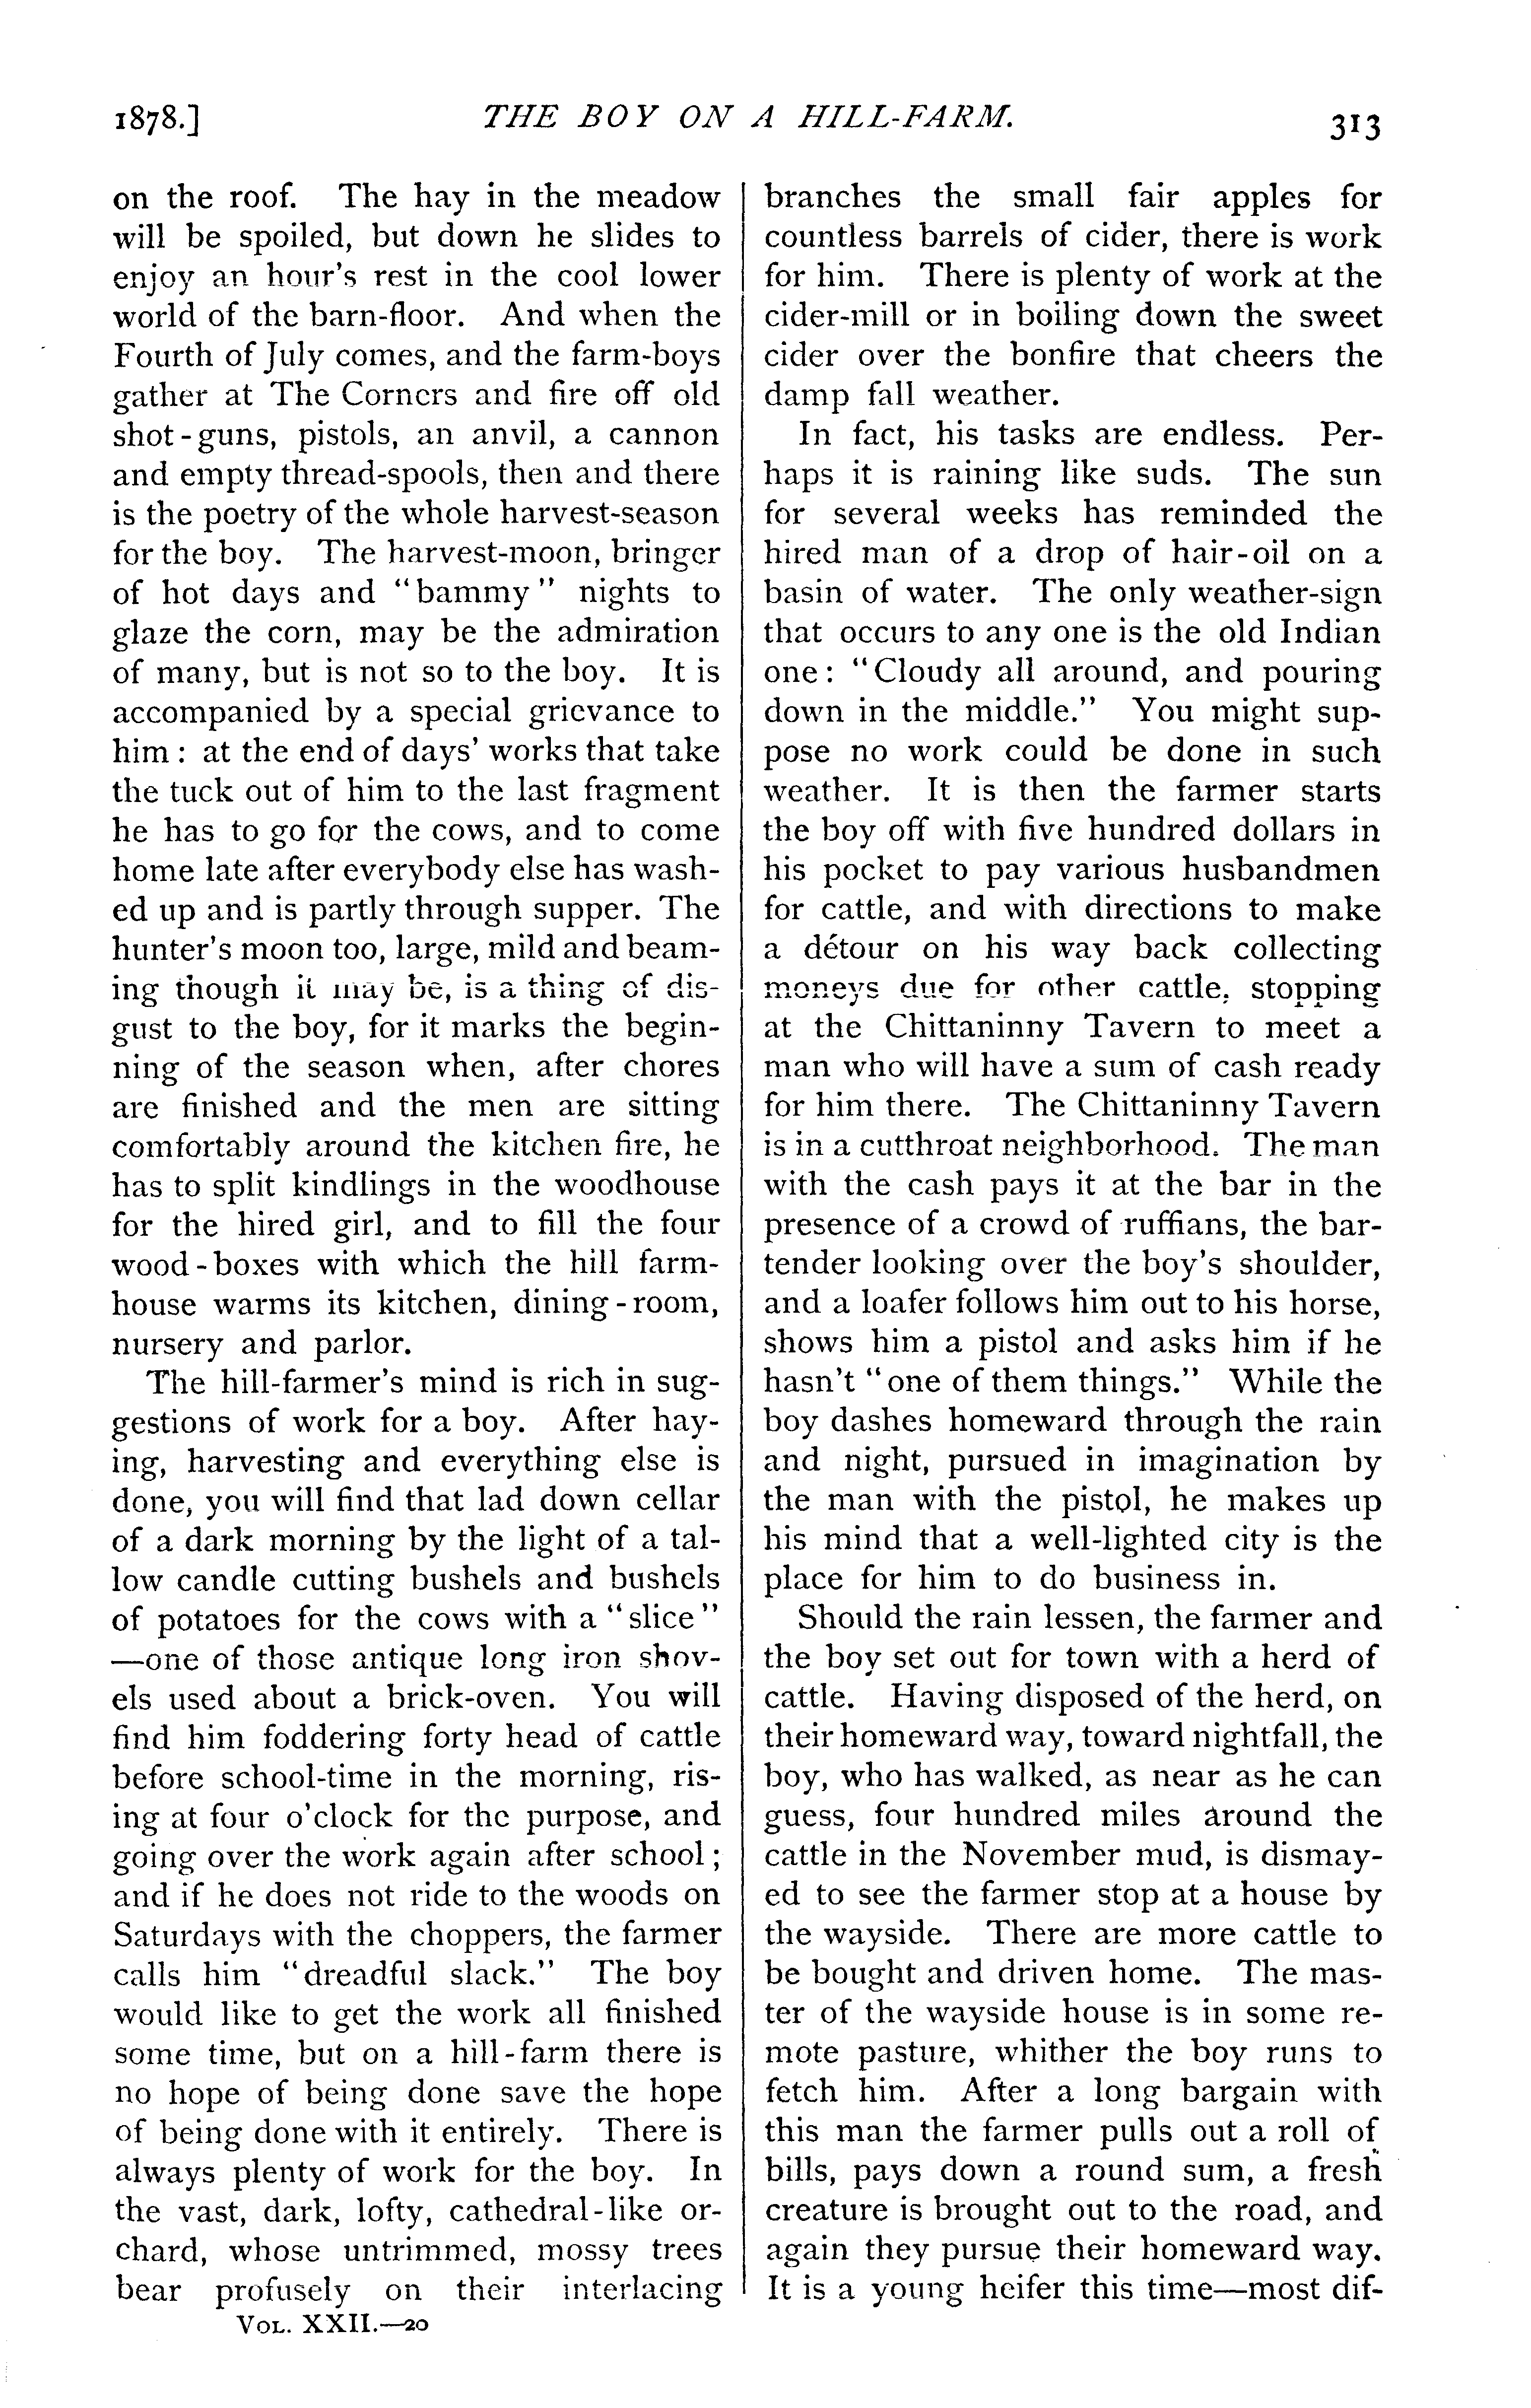 1878.] THE BOY ON A HILL-FARM. 313
on the roof. The hay in the meadow
will be spoiled, but down he slides to
enjoy an hour's rest in the cool lower
world of the barn-floor. And when the
Fourth of July comes, and the farm-boys
gather at The Corners and fire off old
shot-guns, pistols, an anvil, a cannon
and empty thread-spools, then and there
is the poetry of the whole harvest-season
for the boy. The harvest-moon, bringer
of hot days and "bammy" nights to
glaze the corn, may be the admiration
of many, but is not so to the boy. It is
accompanied by a special grievance to
him: at the end of days' works that take
the tuck out of him to the last fragment
he has to go for the cows, and to come
home late after everybody else has wash-
ed up and is partly through supper. The
hunter's moon too, large, mild and beam-
ing though it may be, is a thing of dis-
gust to the boy, for it marks the begin-
ning of the season when, after chores
are finished and the men are sitting
comfortably around the kitchen fire, he
has to split kindlings in the woodhouse
for the hired girl, and to fill the four
wood-boxes with which the hill farm-
house warms its kitchen, dining-room,
nursery and parlor.
The hill-farmer's mind is rich in sug-
gestions of work for a boy. After hay-
ing, harvesting and everything else is
done, you will find that lad down cellar
of a dark morning by the light of a tal-
low candle cutting bushels and bushels
of potatoes for the cows with a "slice"
—one of those antique long iron shov-
els used about a brick-oven. You will
find him foddering forty head of cattle
before school-time in the morning, ris-
ing at four o'clock for the purpose, and
going over the work again after school;
and if he does not ride to the woods on
Saturdays with the choppers, the farmer
calls him "dreadful slack." The boy
would like to get the work all finished
some time, but on a hill-farm there is
no hope of being done save the hope
of being done with it entirely. There is
always plenty of work for the boy. In
the vast, dark, lofty, cathedral-like or-
chard, whose untrimmed, mossy trees
bear profusely on their interlacing
VOL. XXII.—20
branches the small fair apples for
countless barrels of cider, there is work
for him. There is plenty of work at the
cider-mill or in boiling down the sweet
cider over the bonfire that cheers the
damp fall weather.
In fact, his tasks are endless. Per-
haps it is raining like suds. The sun
for several weeks has reminded the
hired man of a drop of hair-oil on a
basin of water. The only weather-sign
that occurs to any one is the old Indian
one: "Cloudy all around, and pouring
down in the middle." You might sup-
pose no work could be done in such
weather. It is then the farmer starts
the boy off with five hundred dollars in
his pocket to pay various husbandmen
for cattle, and with directions to make
a détour on his way back collecting
moneys due for other cattle, stopping
at the Chittaninny Tavern to meet a
man who will have a sum of cash ready
for him there. The Chittaninny Tavern
is in a cutthroat neighborhood. The man
with the cash pays it at the bar in the
presence of a crowd of ruffians, the bar-
tender looking over the boy's shoulder,
and a loafer follows him out to his horse,
shows him a pistol and asks him if he
hasn't "one of them things." While the
boy dashes homeward through the rain
and night, pursued in imagination by
the man with the pistol, he makes up
his mind that a well-lighted city is the
place for him to do business in.
Should the rain lessen, the farmer and
the boy set out for town with a herd of
cattle. Having disposed of the herd, on
their homeward way, toward nightfall, the
boy, who has walked, as near as he can
guess, four hundred miles around the
cattle in the November mud, is dismay-
ed to see the farmer stop at a house by
the wayside. There are more cattle to
be bought and driven home. The mas-
ter of the wayside house is in some re-
mote pasture, whither the boy runs to
fetch him. After a long bargain with
this man the farmer pulls out a roll of
bills, pays down a round sum, a fresh
creature is brought out to the road, and
again they pursue their homeward way.
It is a young heifer this time—most dif-